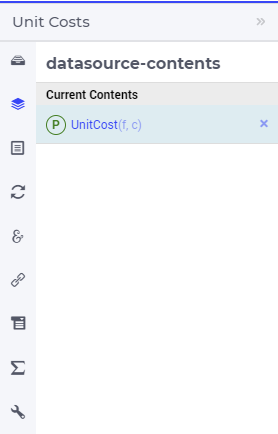 Unit Costs »
datasource-contents
Current Contents
P UnitCost(f, c) ×